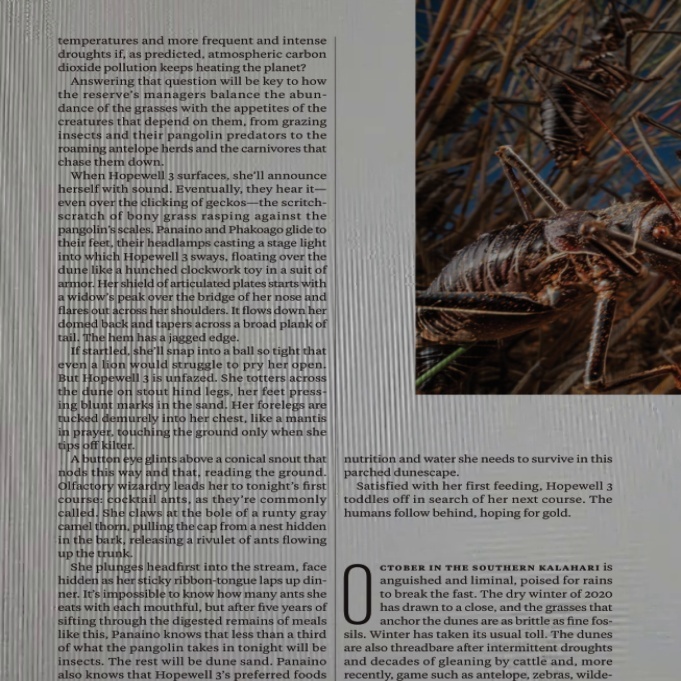 temperatures and more frequent and intense
droughts if, as predicted, atmospheric carbon
dioxide pollution keeps heating the planet?
Answering that question will be key to how
the reserve's managers balance the abun-
dance of the grasses with the appetites of the
creatures that depend on them, from grazing
insects and their pangolin predators to the
roaming antelope herds and the carnivores that
chase them down.
When Hopewell 3 surfaces, she'll announce
herself with sound. Eventually, they hear it—
even over the clicking of geckos—the scritch-
scratch of bony grass rasping against the
pangolin's scales. Panaino and Phakoago glide to
their feet, their headlamps casting a stage light
into which Hopewell 3 sways, floating over the
dune like a hunched clockwork toy in a suit of
armor. Her shield of articulated plates starts with
a widow's peak over the bridge of her nose and
flares out across her shoulders. It flows down her
domed back and tapers across a broad plank of
tail. The hem has a jagged edge.
If startled, she'll snap into a ball so tight that
even a lion would struggle to pry her open.
But Hopewell 3 is unfazed. She totters across
the dune on stout hind legs, her feet press-
ing blunt marks in the sand. Her forelegs are
tucked demurely into her chest, like a mantis
in prayer, touching the ground only when she
tips off kilter.
A button eye glints above a conical snout that
nods this way and that, reading the ground.
Olfactory wizardry leads her to tonight's first
course: cocktail ants, as they're commonly
called. She claws at the bole of a runty gray
camel thorn, pulling the cap from a nest hidden
in the bark, releasing a rivulet of ants flowing
up the trunk.
She plunges headfirst into the stream, face
hidden as her sticky ribbon-tongue laps up din-
ner. It's impossible to know how many ants she
eats with each mouthful, but after five years of
sifting through the digested remains of meals
like this, Panaino knows that less than a third
of what the pangolin takes in tonight will be
insects. The rest will be dune sand. Panaino
also knows that Hopewell 3's preferred foods
nutrition and water she needs to survive in this
parched dunescape.
Satisfied with her first feeding, Hopewell 3
toddles off in search of her next course. The
humans follow behind, hoping for gold.
OCTOBER IN THE SOUTHERN KALAHARI is
anguished and liminal, poised for rains
to break the fast. The dry winter of 2020
has drawn to a close, and the grasses that
anchor the dunes are as brittle as fine fos-
sils. Winter has taken its usual toll. The dunes
are also threadbare after intermittent droughts
and decades of gleaning by cattle and, more
recently, game such as antelope, zebras, wilde-